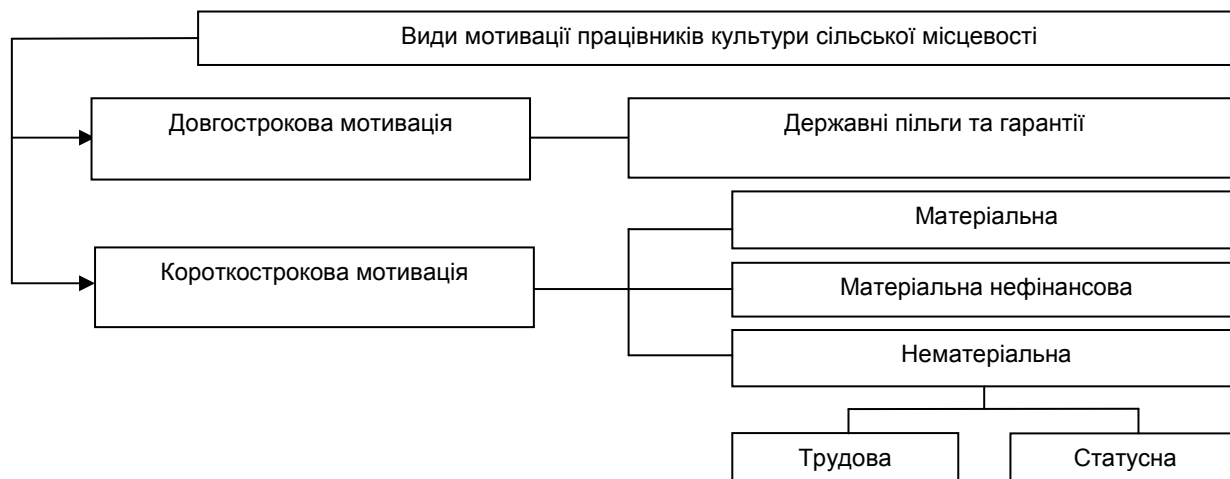 Види мотивації працівників культури сільської місцевості
Довгострокова мотивація
Державні пільги та гарантії
Матеріальна
Короткострокова мотивація
Матеріальна нефінансова
Нематеріальна
Трудова
Статусна